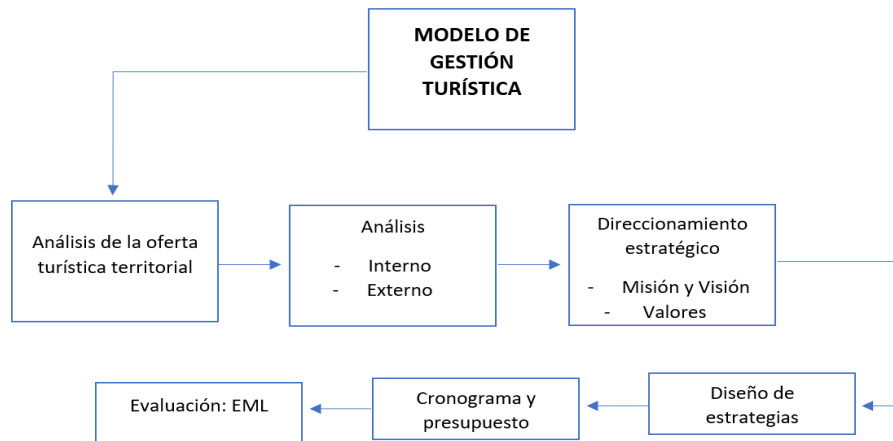 MODELO DE
GESTIÓN
TURÍSTICA
Análisis de la oferta
turística territorial
Análisis
- Interno
- Externo
Direccionamiento
estratégico
- Misión y Visión
- Valores
Diseño de
estrategias
Cronograma y
presupuesto
Evaluación: EML